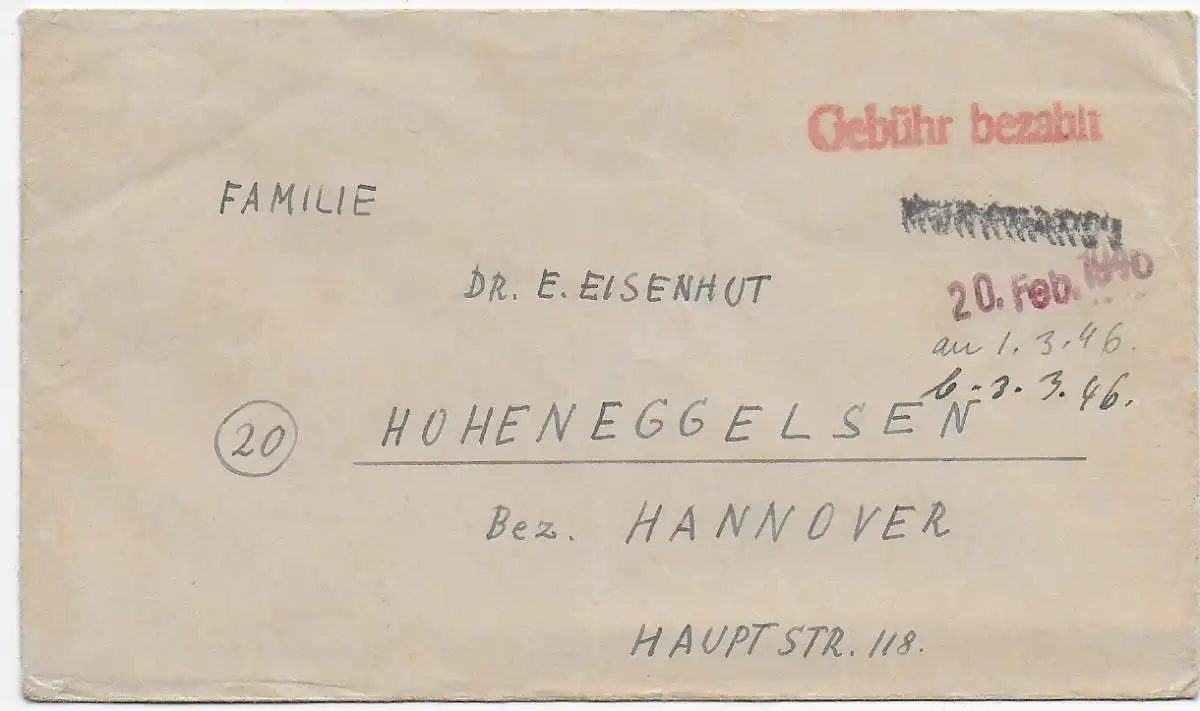 Gebühr bezahlt
FAMILIE
DR. E. EISENHUT
20. Feb. 1946
an 1. 3. 46.
b. 3. 3. 46.
20 HOHENEGGELSEN
Bez. HANNOVER
HAUPTSTR. 118.